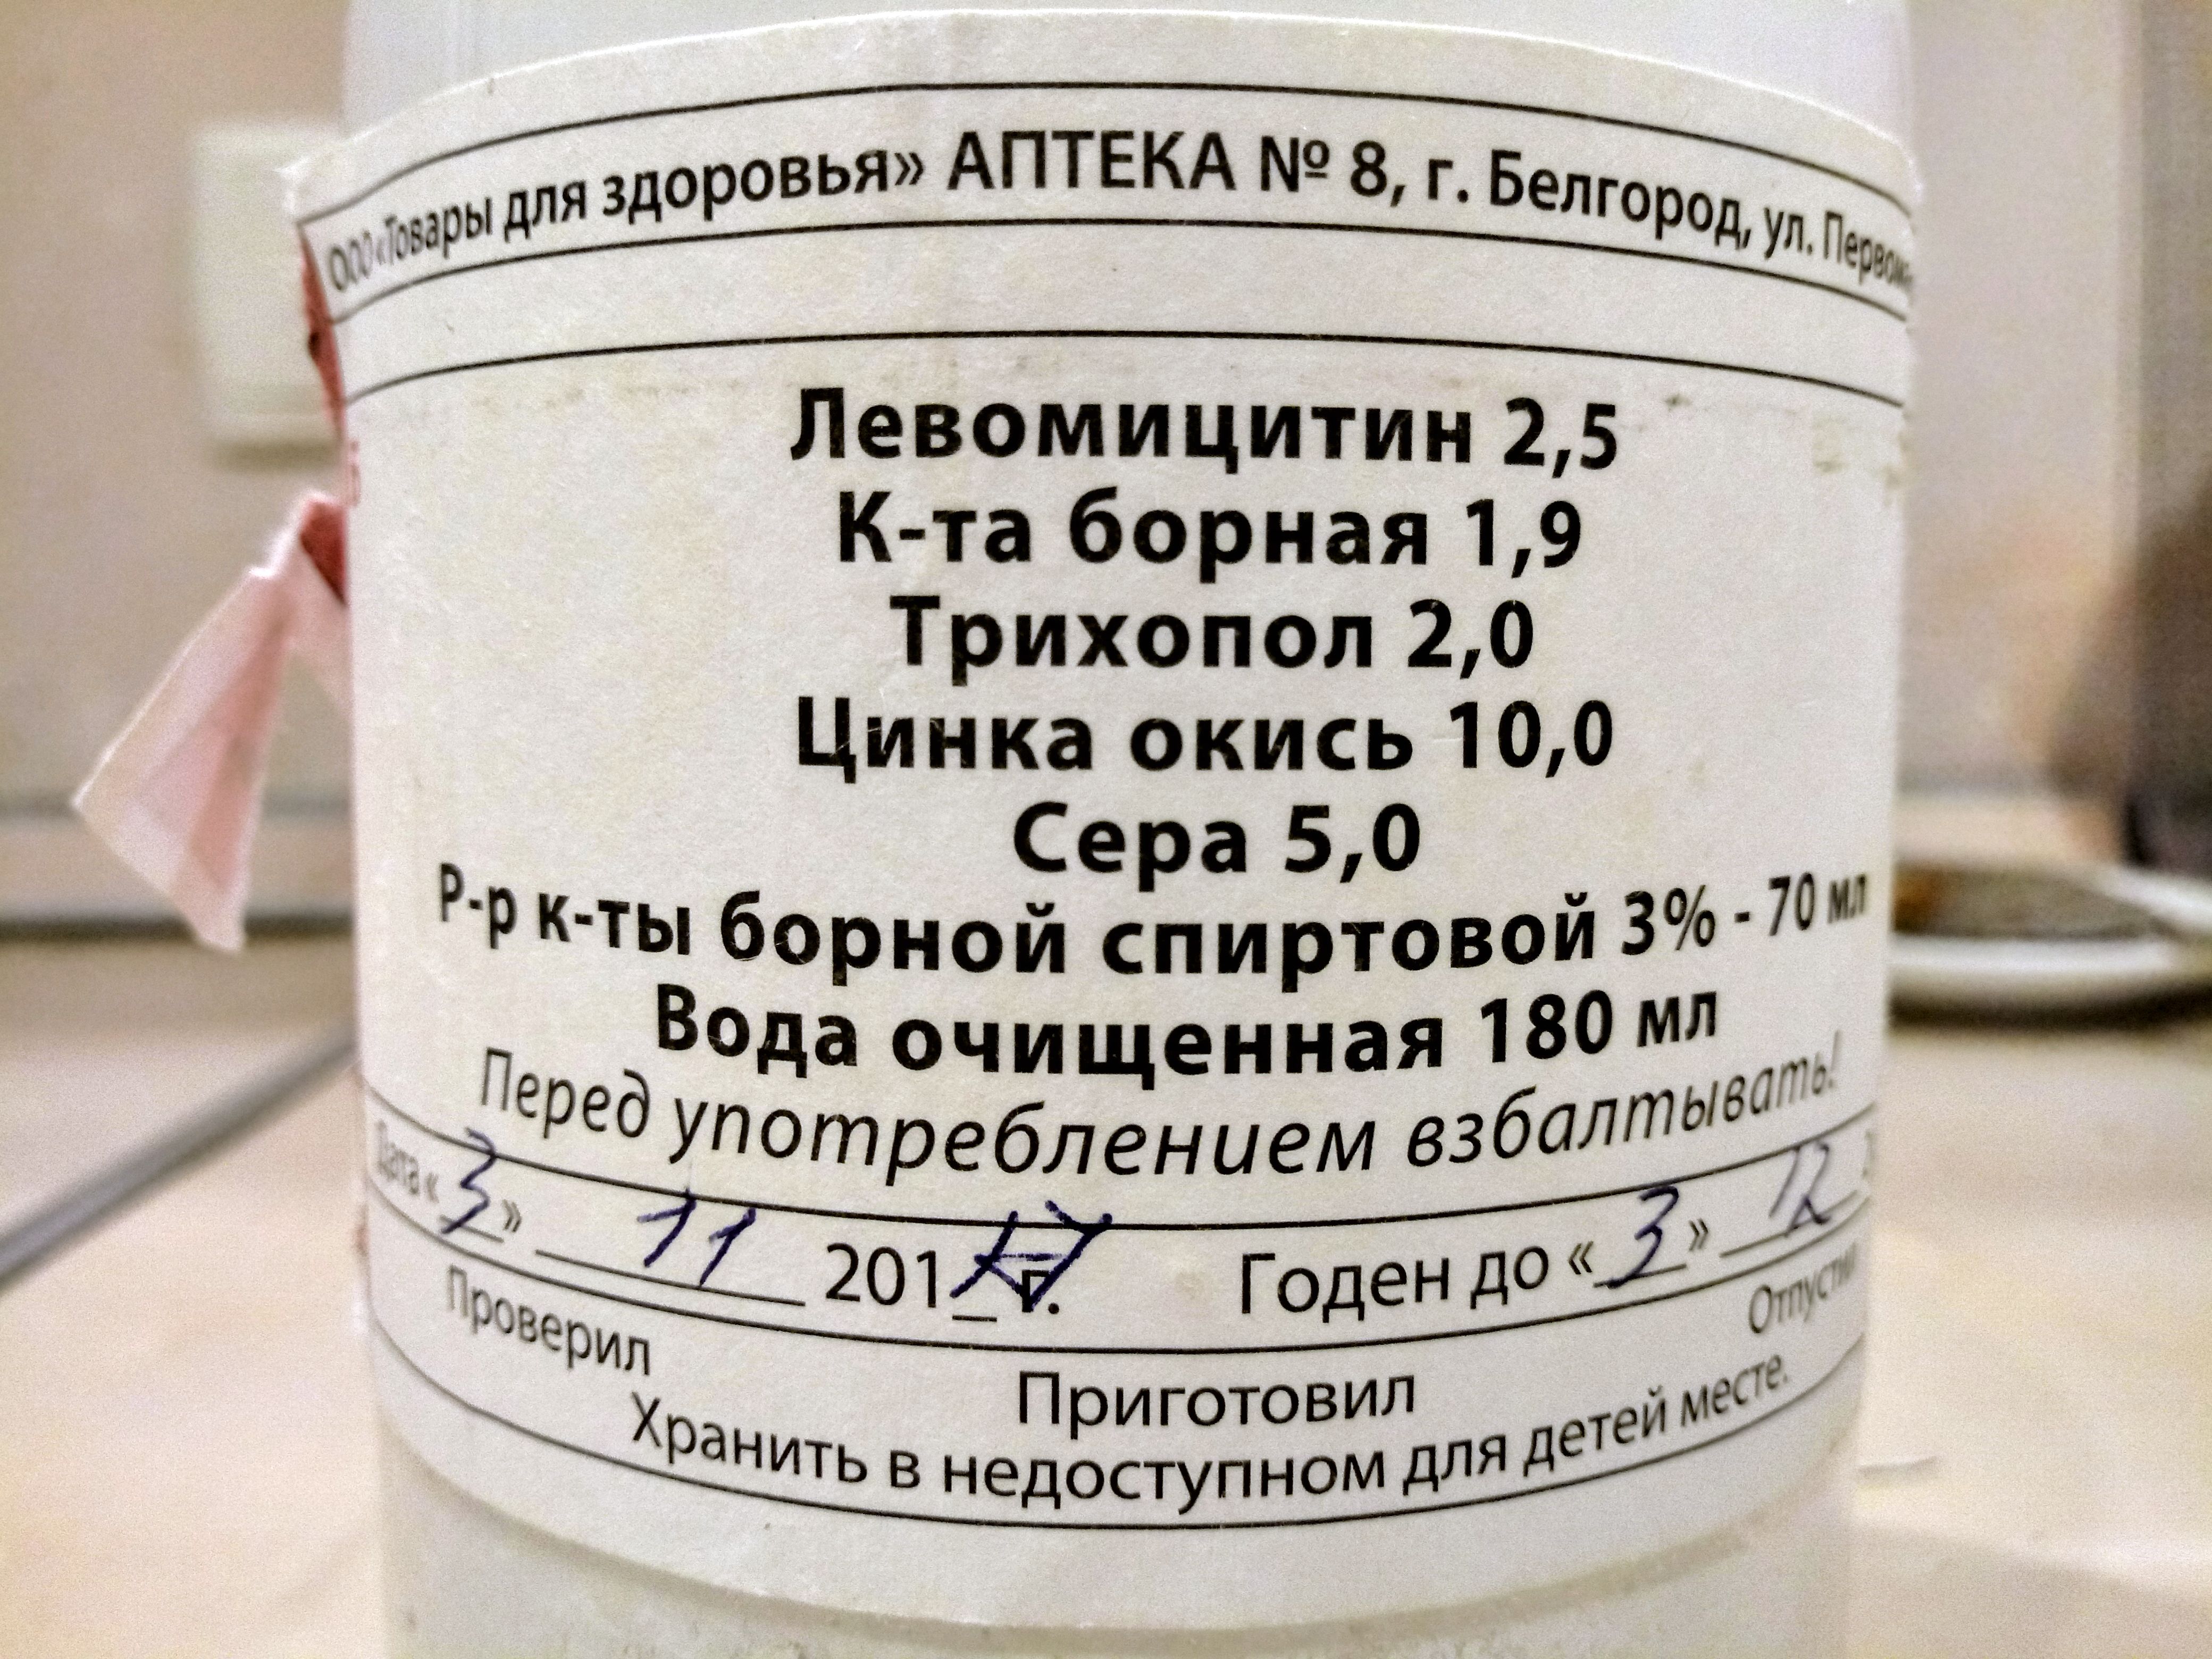 ООО «Товары для здоровья» АПТЕКА № 8, г. Белгород, ул.
Левомицитин 2,5
К-та борная 1,9
Трихопол 2,0
Цинка окись 10,0
Сера 5,0
Р-р к-ты борной спиртовой 3% - 70 мл
Вода очищенная 180 мл
Перед употреблением взбалтывать!
Дата « 3 » 11 201 г. Годен до « 3 » 12
Проверил Приготовил Отпустил
Хранить в недоступном для детей месте.